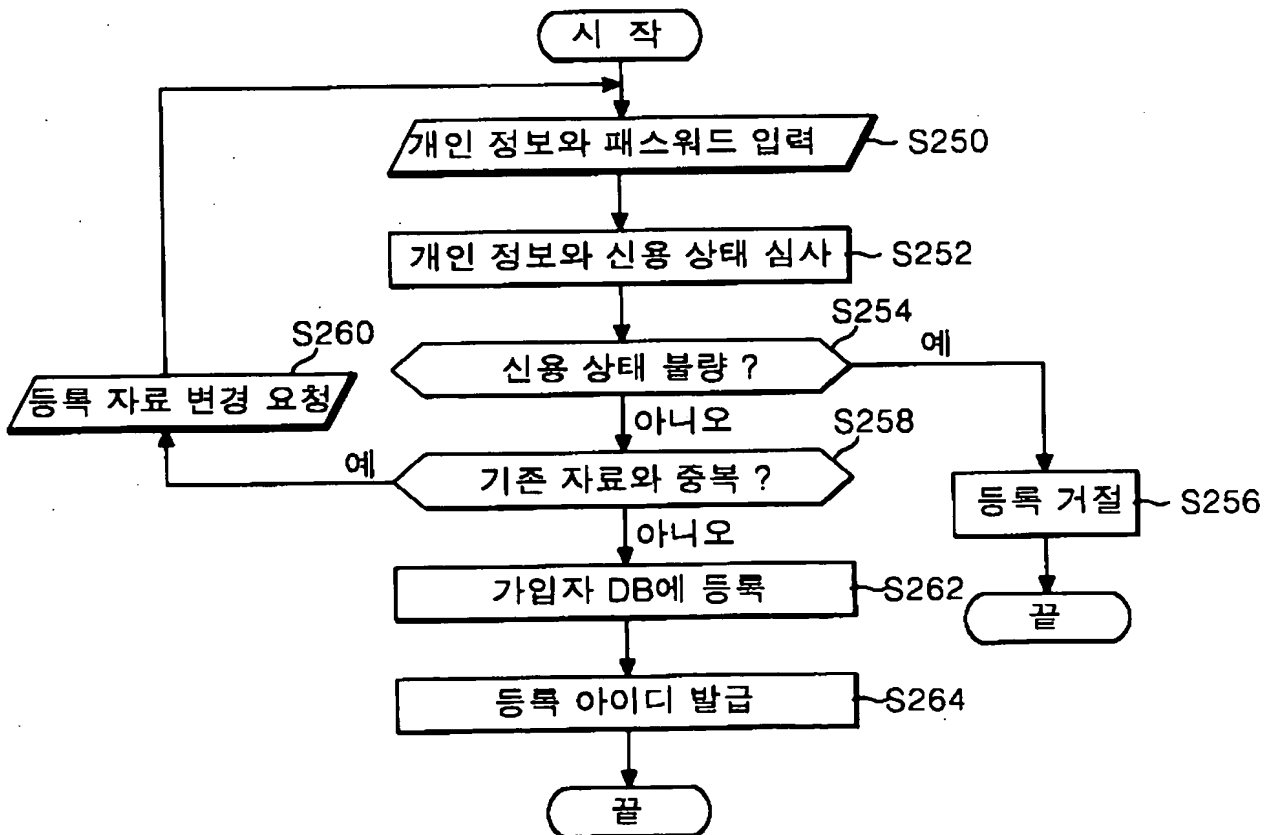 시 작
개인 정보와 패스워드 입력
S250
개인 정보와 신용 상태 심사
S252
S254
신용 상태 불량 ?
예
아니오
S260
등록 자료 변경 요청
S258
기존 자료와 중복 ?
예
아니오
등록 거절
S256
끝
가입자 DB에 등록
S262
등록 아이디 발급
S264
끝